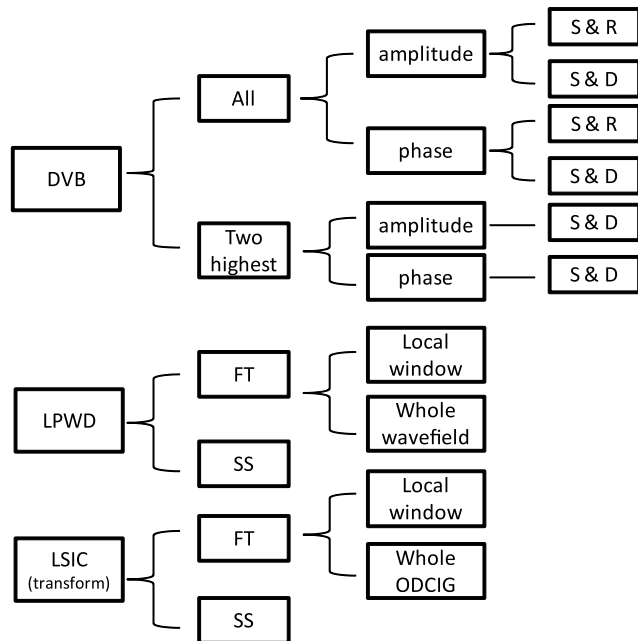 DVB
All
amplitude
S & R
S & D
phase
S & R
S & D
Two
highest
amplitude
S & D
phase
S & D
LPWD
FT
Local
window
Whole
wavefield
SS
LSIC
(transform)
FT
Local
window
Whole
ODCIG
SS